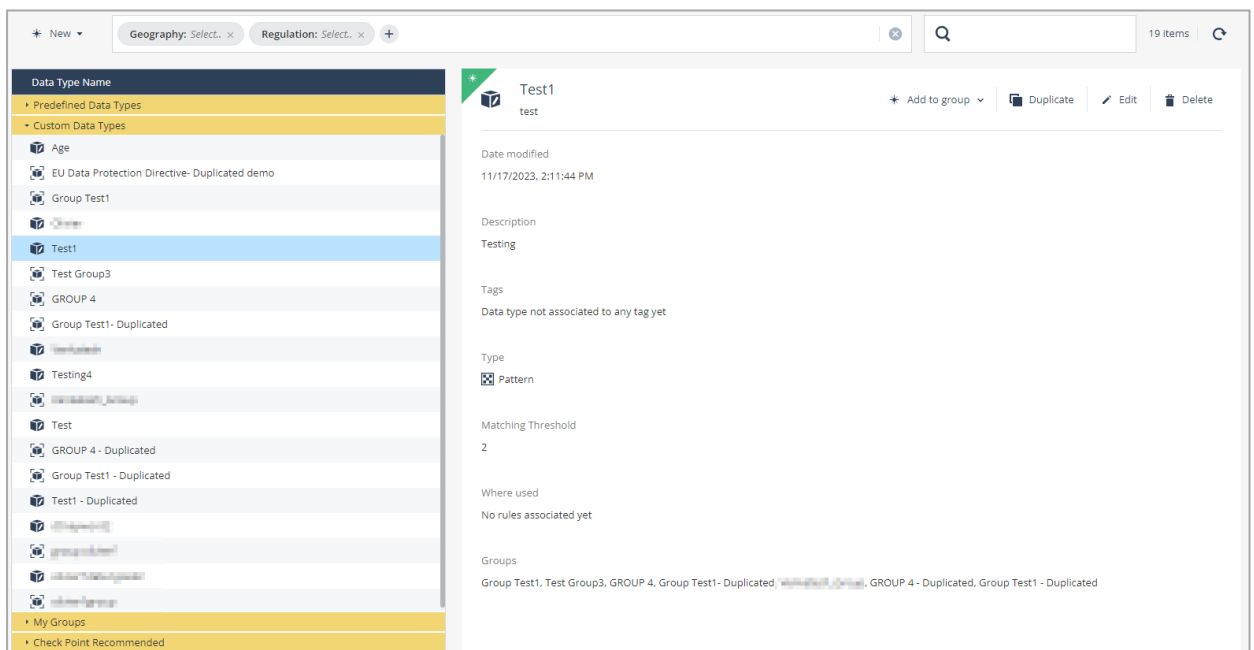 New
Geography: Select.. ×
Regulation: Select.. ×
+
19 items
Data Type Name
Predefined Data Types
Custom Data Types
Age
EU Data Protection Directive- Duplicated demo
Group Test1
Test1
Test Group3
GROUP 4
Group Test1- Duplicated
Testing4
Test
GROUP 4 - Duplicated
Group Test1 - Duplicated
Test1 - Duplicated
My Groups
Check Point Recommended
Test1
test
Add to group
Duplicate
Edit
Delete
Date modified
11/17/2023, 2:11:44 PM
Description
Testing
Tags
Data type not associated to any tag yet
Type
Pattern
Matching Threshold
2
Where used
No rules associated yet
Groups
Group Test1, Test Group3, GROUP 4, Group Test1- Duplicated, , GROUP 4 - Duplicated, Group Test1 - Duplicated